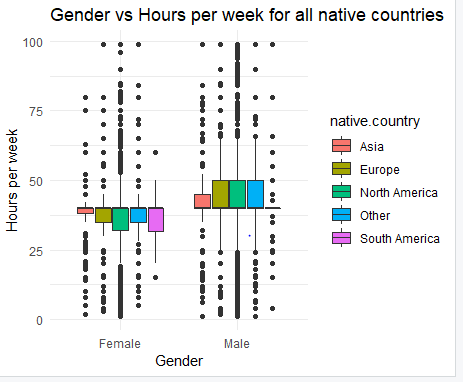 Gender vs Hours per week for all native countries
100
75
50
25
0
Hours per week
Female
Male
Gender
native.country
Asia
Europe
North America
Other
South America